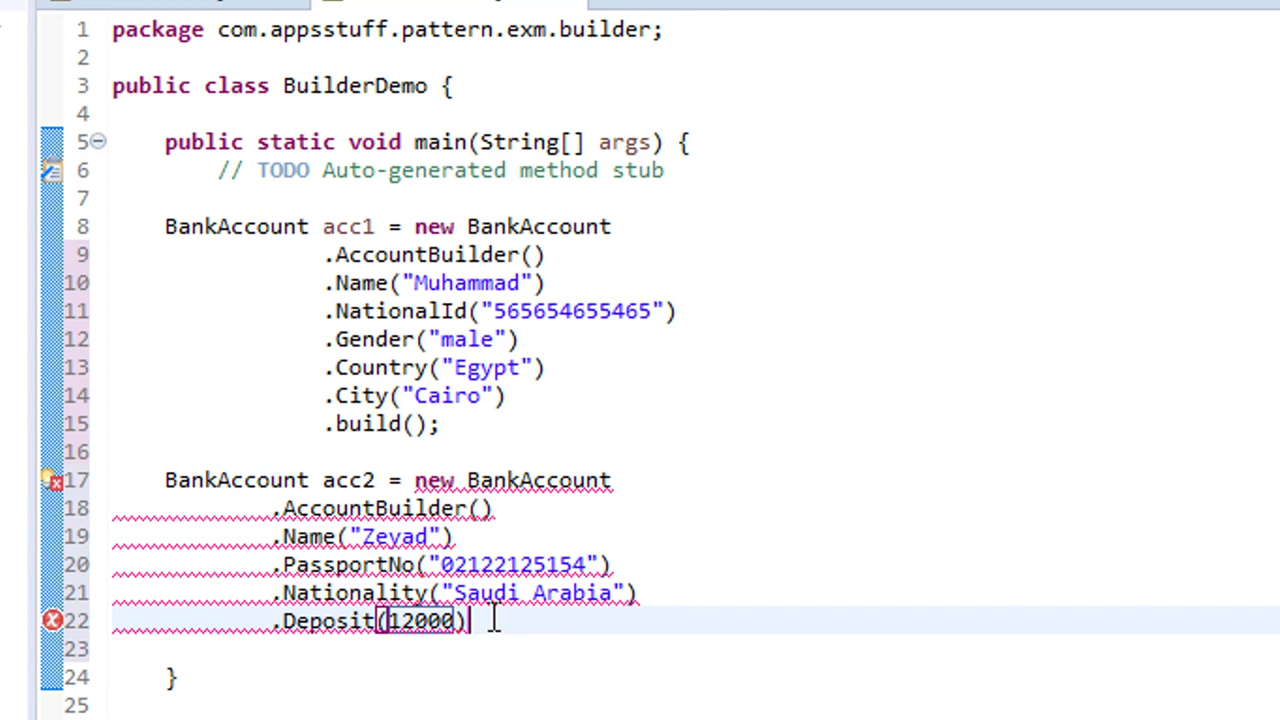 1 package com.appsstuff.pattern.exm.builder;
2
3 public class BuilderDemo {
4
5 public static void main(String[] args) {
6 // TODO Auto-generated method stub
7
8 BankAccount acc1 = new BankAccount
9 .AccountBuilder()
10 .Name("Muhammad")
11 .NationalId("565654655465")
12 .Gender("male")
13 .Country("Egypt")
14 .City("Cairo")
15 .build();
16
17 BankAccount acc2 = new BankAccount
18 .AccountBuilder()
19 .Name("Zeyad")
20 .PassportNo("02122125154")
21 .Nationality("Saudi Arabia")
22 .Deposit(12000)
23
24 }
25